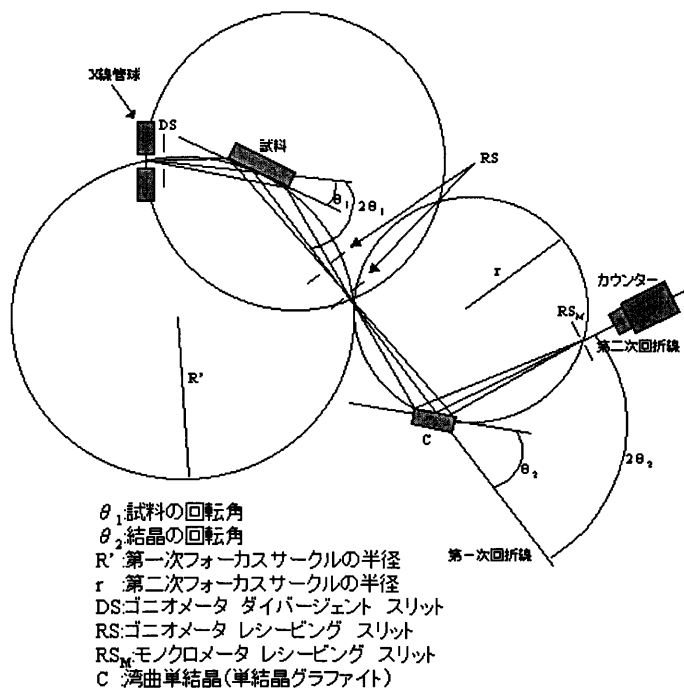 X線管球
DS
試料
RS
θ₁
2θ₁
r
カウンター
RSM
第二次回折線
R'
C
θ₂
2θ₂
第一次回折線
θ₁:試料の回転角
θ₂:結晶の回転角
R':第一次フォーカスサークルの半径
r :第二次フォーカスサークルの半径
DS:ゴニオメータ ダイバージェント スリット
RS:ゴニオメータ レシービング スリット
RSM:モノクロメータ レシービング スリット
C :湾曲単結晶(単結晶グラファイト)